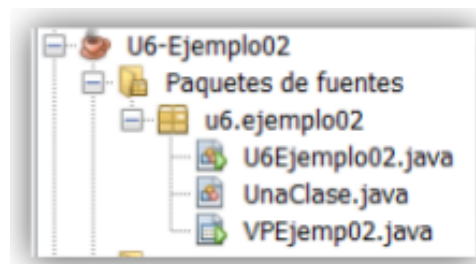 U6-Ejemplo02
Paquetes de fuentes
u6.ejemplo02
U6Ejemplo02.java
UnaClase.java
VPEjemp02.java